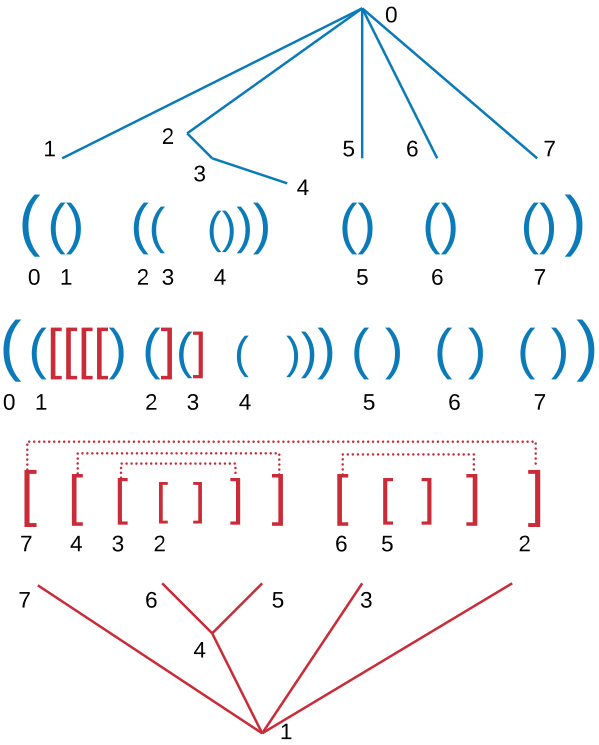 0
1 2 5 6 7
3
4
( ( ) ( ( ( ) ) ) ( ) ( ) ( ) )
0 1 2 3 4 5 6 7
( ( [ [ [ [ ) ( ] ( ] ( ) ) ) ( ) ( ) ( ) )
0 1 2 3 4 5 6 7
[ [ [ [ ] ] ] [ [ ] ] ]
7 4 3 2 6 5 2
7 6 5 3
4
1